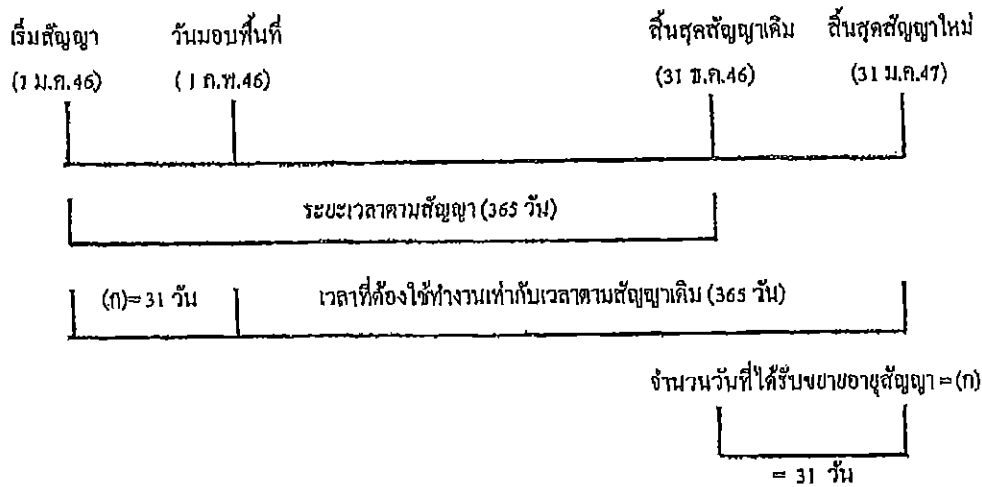 เริ่มสัญญา วันมอบพื้นที่ สิ้นสุดสัญญาเดิม สิ้นสุดสัญญาใหม่
(1 ม.ค.46) (1 ก.พ.46) (31 ธ.ค.46) (31 ม.ค.47)
ระยะเวลาตามสัญญา (365 วัน)
(ก)= 31 วัน เวลาที่ต้องใช้ทำงานเท่ากับเวลาตามสัญญาเดิม (365 วัน)
จำนวนวันที่ได้รับขยายอายุสัญญา = (ก)
= 31 วัน